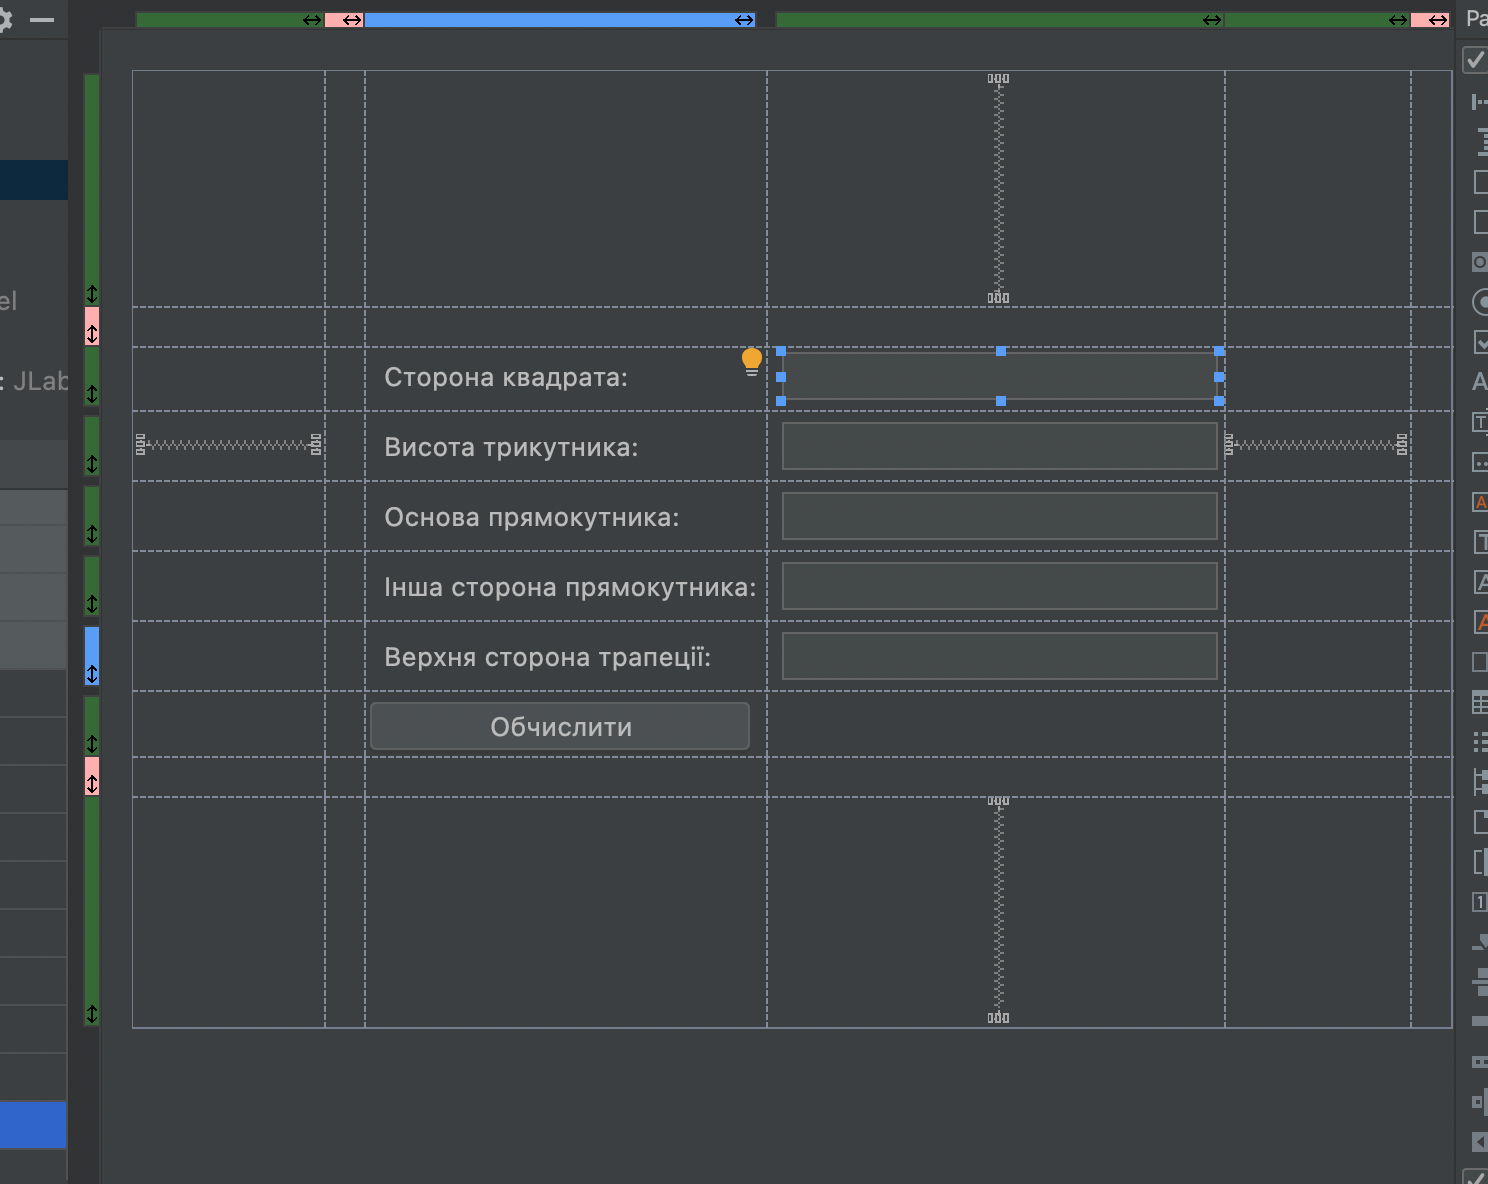 Pa
el
Сторона квадрата:
: JLab
Висота трикутника:
Основа прямокутника:
Інша сторона прямокутника:
Верхня сторона трапеції:
Обчислити